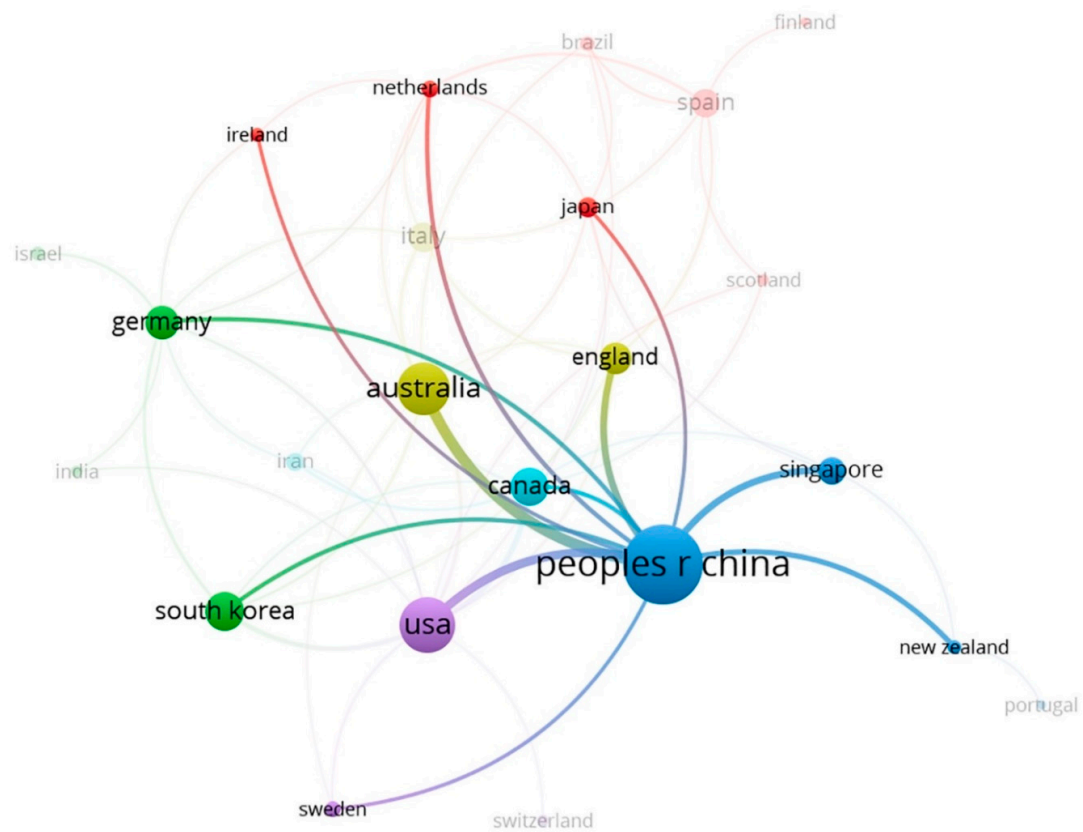 finland
brazil
netherlands
spain
ireland
japan
italy
israel
scotland
germany
england
australia
iran
singapore
india
canada
peoples r china
south korea
usa
new zealand
portugal
sweden
switzerland